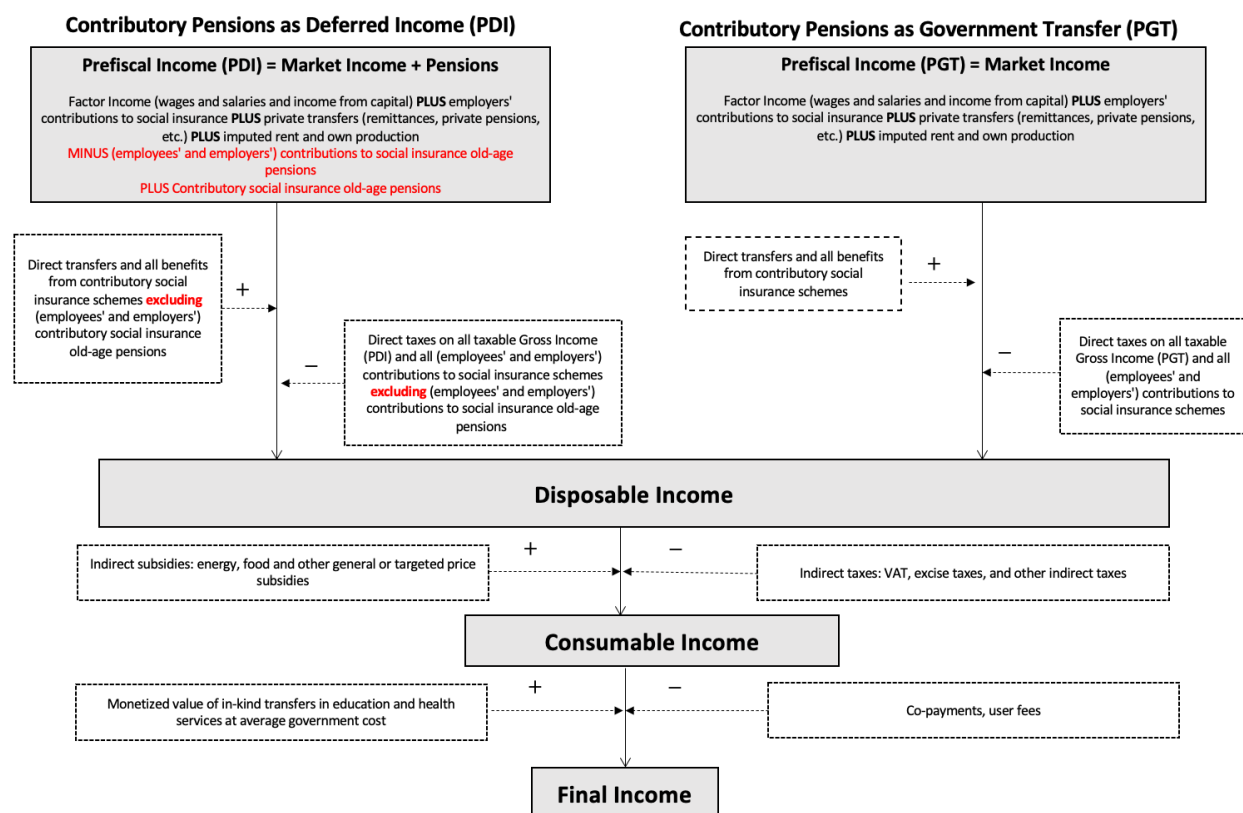 Contributory Pensions as Deferred Income (PDI)
Prefiscal Income (PDI) = Market Income + Pensions
Factor Income (wages and salaries and income from capital) PLUS employers'
contributions to social insurance PLUS private transfers (remittances, private pensions,
etc.) PLUS imputed rent and own production
MINUS (employees' and employers') contributions to social insurance old-age
pensions
PLUS Contributory social insurance old-age pensions
Contributory Pensions as Government Transfer (PGT)
Prefiscal Income (PGT) = Market Income
Factor Income (wages and salaries and income from capital) PLUS employers'
contributions to social insurance PLUS private transfers (remittances, private pensions,
etc.) PLUS imputed rent and own production
Direct transfers and all benefits
from contributory social
insurance schemes excluding
(employees' and employers')
contributory social insurance
old-age pensions
+
Direct taxes on all taxable Gross Income
(PDI) and all (employees' and employers')
contributions to social insurance schemes
excluding (employees' and employers')
contributions to social insurance old-age
pensions
–
Direct transfers and all benefits
from contributory social
insurance schemes
+
Direct taxes on all taxable
Gross Income (PGT) and all
(employees' and
employers') contributions to
social insurance schemes
–
Disposable Income
Indirect subsidies: energy, food and other general or targeted price
subsidies
+
–
Indirect taxes: VAT, excise taxes, and other indirect taxes
Consumable Income
Monetized value of in-kind transfers in education and health
services at average government cost
+
–
Co-payments, user fees
Final Income